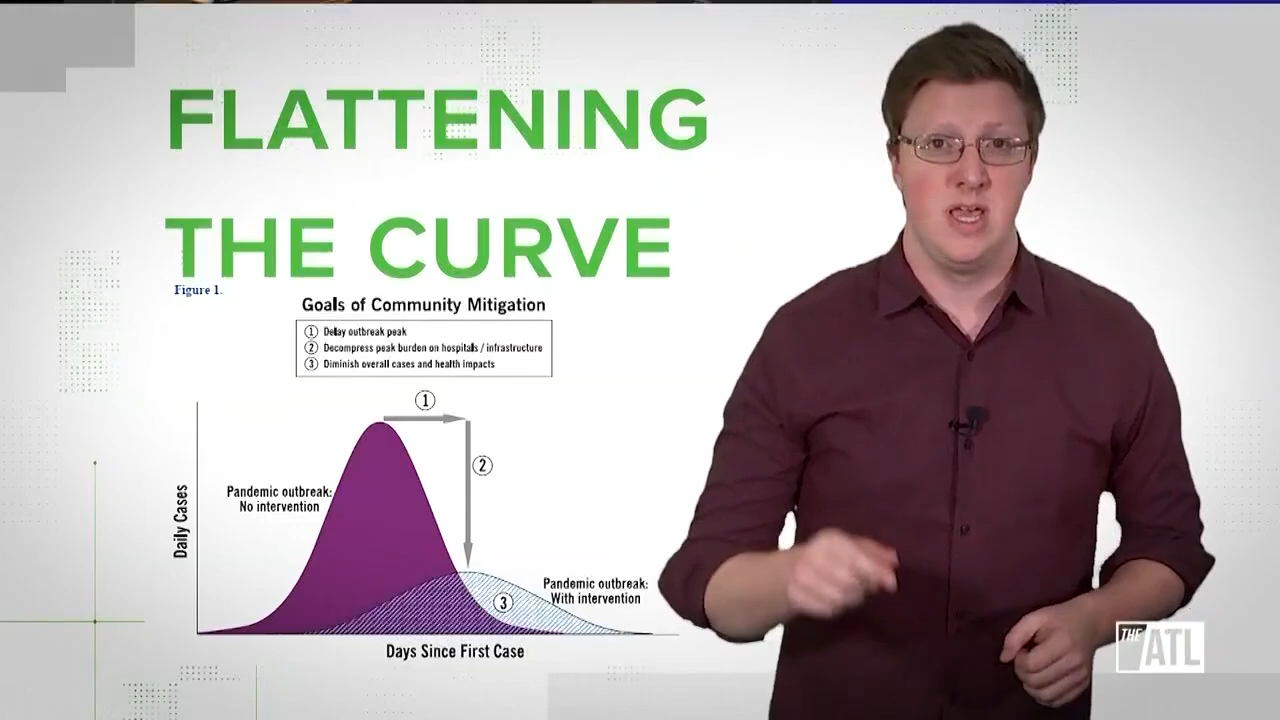 FLATTENING
THE CURVE
Figure 1.
Goals of Community Mitigation
① Delay outbreak peak
② Decompress peak burden on hospitals / infrastructure
③ Diminish overall cases and health impacts
①
②
Pandemic outbreak:
No intervention
Daily Cases
Pandemic outbreak:
With intervention
③
Days Since First Case
THE ATL